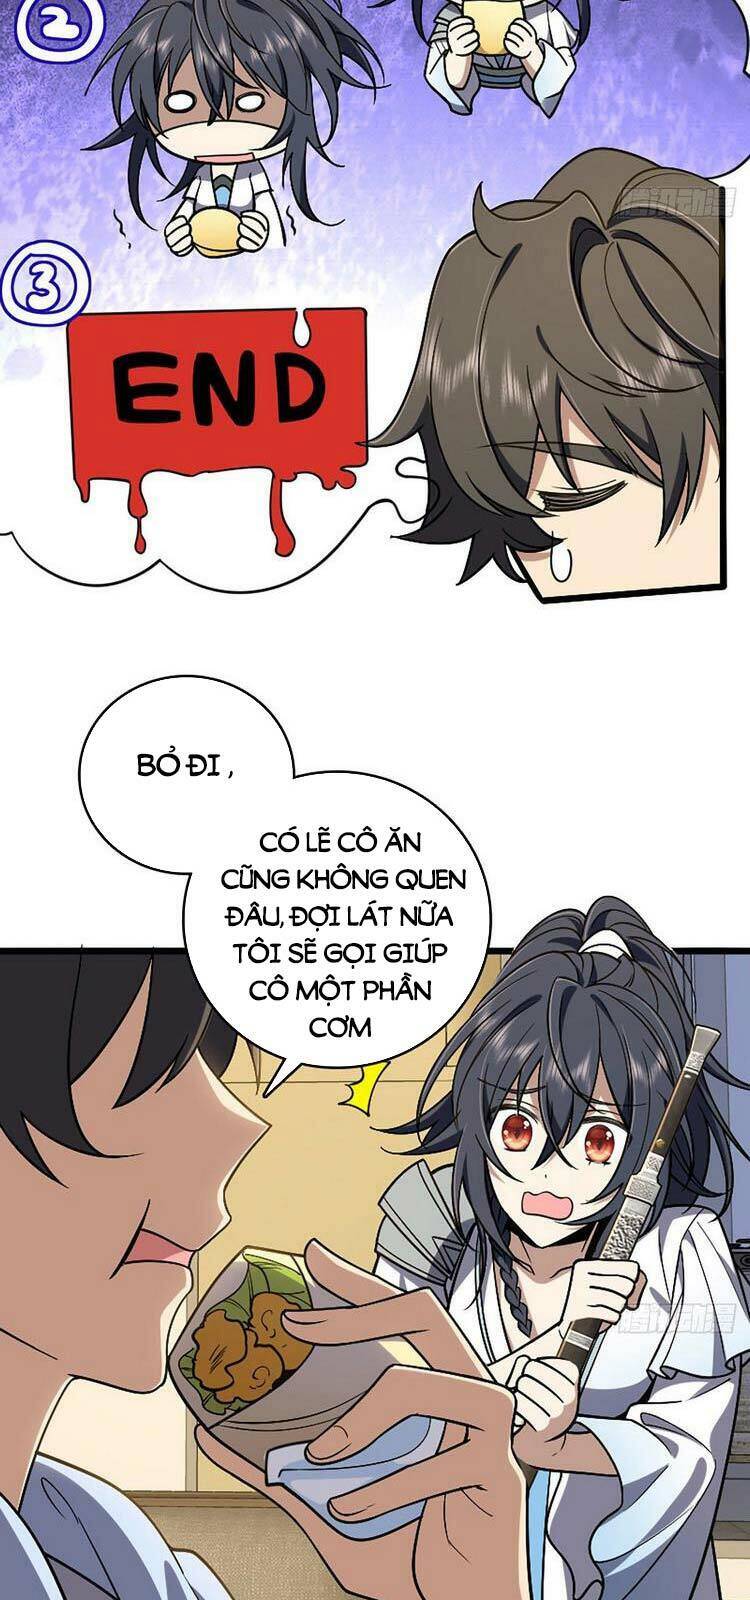 2
3
END
BỎ ĐI,
CÓ LẼ CÔ ĂN
CŨNG KHÔNG QUEN
ĐÂU, ĐỢI LÁT NỮA
TÔI SẼ GỌI GIÚP
CÔ MỘT PHẦN
CƠM